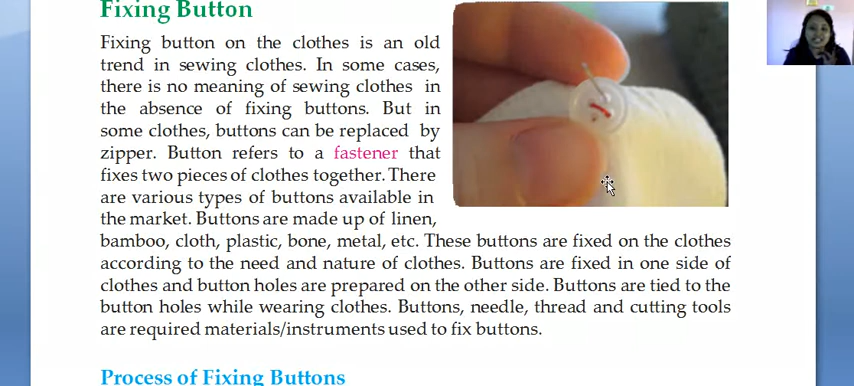 Fixing Button
Fixing button on the clothes is an old
trend in sewing clothes. In some cases,
there is no meaning of sewing clothes in
the absence of fixing buttons. But in
some clothes, buttons can be replaced by
zipper. Button refers to a fastener that
fixes two pieces of clothes together. There
are various types of buttons available in
the market. Buttons are made up of linen,
bamboo, cloth, plastic, bone, metal, etc. These buttons are fixed on the clothes
according to the need and nature of clothes. Buttons are fixed in one side of
clothes and button holes are prepared on the other side. Buttons are tied to the
button holes while wearing clothes. Buttons, needle, thread and cutting tools
are required materials/instruments used to fix buttons.
Process of Fixing Buttons